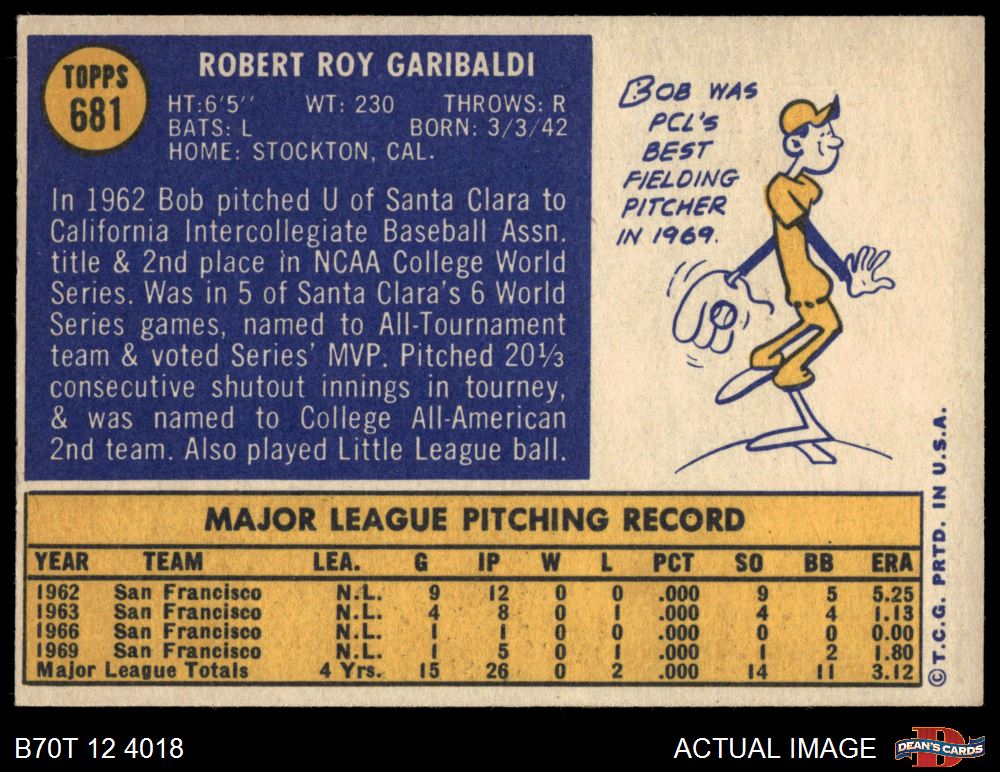 TOPPS
681
ROBERT ROY GARIBALDI
HT:6'5'' WT: 230 THROWS: R
BATS: L BORN: 3/3/42
HOME: STOCKTON, CAL.
In 1962 Bob pitched U of Santa Clara to
California Intercollegiate Baseball Assn.
title & 2nd place in NCAA College World
Series. Was in 5 of Santa Clara's 6 World
Series games, named to All-Tournament
team & voted Series' MVP. Pitched 20⅓
consecutive shutout innings in tourney,
& was named to College All-American
2nd team. Also played Little League ball.
BOB WAS
PCL'S
BEST
FIELDING
PITCHER
IN 1969.
MAJOR LEAGUE PITCHING RECORD
YEAR TEAM LEA. G IP W L PCT SO BB ERA
1962 San Francisco N.L. 9 12 0 0 .000 9 5 5.25
1963 San Francisco N.L. 4 8 0 1 .000 4 4 1.13
1966 San Francisco N.L. 1 1 0 0 .000 0 0 0.00
1969 San Francisco N.L. 1 5 0 1 .000 1 2 1.80
Major League Totals 4 Yrs. 15 26 0 2 .000 14 11 3.12
©T.C.G. PRTD. IN U.S.A.
B70T 12 4018
ACTUAL IMAGE
D
DEAN'S CARDS